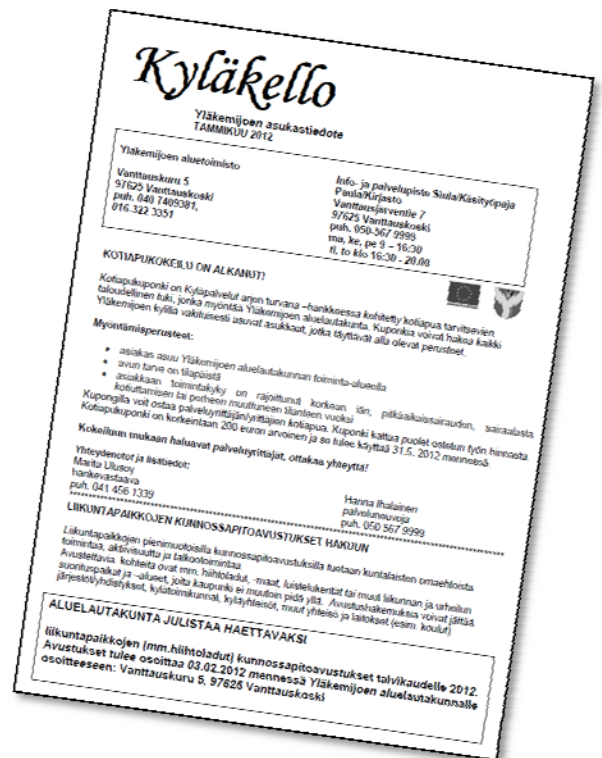 Kyläkello
Yläkemijoen asukastiedote
TAMMIKUU 2012
Yläkemijoen aluetoimisto
Vanttauskuru 5
97625 Vanttauskoski
puh. 040 7409381,
016 322 3351
Info- ja palvelupiste Siula/Käsityöpaja
Paula/Kirjasto
Vanttausjärventie 7
97625 Vanttauskoski
puh. 050-567 9999
ma, ke, pe 9 – 16:30
ti, to klo 16:30 - 20.00
KOTIAPUKOKEILU ON ALKANUT!
Kotiapukuponki on Kyläpalvelut arjen turvana –hankkeessa kehitetty kotiapua tarvitsevien
taloudellinen tuki, jonka myöntää Yläkemijoen aluelautakunta. Kuponkia voivat hakea kaikki
Yläkemijoen kylillä vakituisesti asuvat asukkaat, jotka täyttävät alla olevat perusteet.
Myöntämisperusteet:
• asiakas asuu Yläkemijoen aluelautakunnan toiminta-alueella
• avun tarve on tilapäistä
• asiakkaan toimintakyky on rajoittunut korkean iän, pitkäaikaissairauden, sairaalasta
kotiuttamisen tai perheen muuttuneen tilanteen vuoksi
Kupongilla voit ostaa palveluyrittäjän/yrittäjien kotiapua. Kuponki kattaa puolet ostetun työn hinnasta.
Kotiapukuponki on korkeintaan 200 euron arvoinen ja se tulee käyttää 31.5. 2012 mennessä.
Kokeiluun mukaan haluavat palveluyrittäjät, ottakaa yhteyttä!
Yhteydenotot ja lisätiedot:
Marita Ulusoy
hankevastaava
puh. 041 456 1339
Hanna Ihalainen
palveluneuvoja
puh. 050 567 9999
LIIKUNTAPAIKKOJEN KUNNOSSAPITOAVUSTUKSET HAKUUN
Liikuntapaikkojen pienimuotoisilla kunnossapitoavustuksilla tuetaan kuntalaisten omaehtoista
toimintaa, aktiivisuutta ja talkootoimintaa.
Avustettavia kohteita ovat mm. hiihtoladut, -maat, luistelukentät tai muut liikunnan ja urheilun
suorituspaikat ja –alueet, joita kaupunki ei muutoin pidä yllä. Avustushakemuksia voivat jättää
järjestöt/yhdistykset, kylätoimikunnat, kyläyhteisöt, muut yhteisö ja laitokset (esim. koulut)
ALUELAUTAKUNTA JULISTAA HAETTAVAKSI
liikuntapaikkojen (mm.hiihtoladut) kunnossapitoavustukset talvikaudelle 2012.
Avustukset tulee osoittaa 03.02.2012 mennessä Yläkemijoen aluelautakunnalle
osoitteeseen: Vanttauskuru 5, 97625 Vanttauskoski